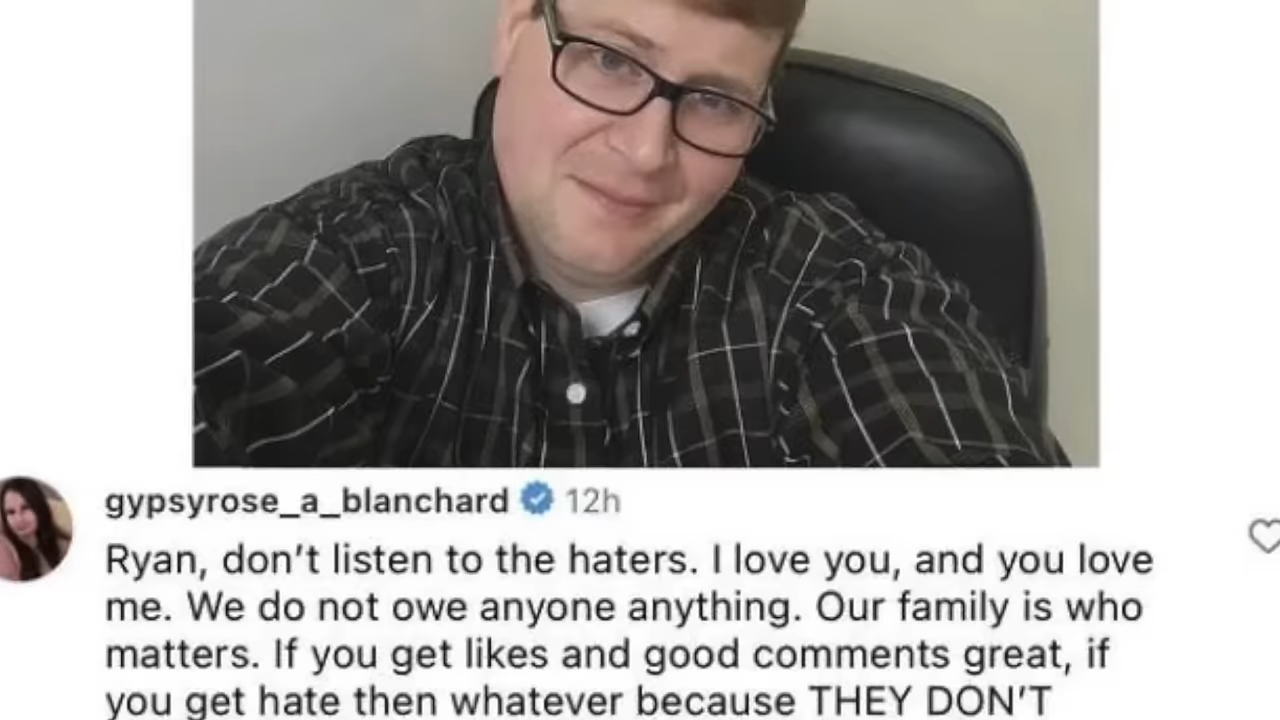 gypsyrose_a_blanchard 12h
Ryan, don’t listen to the haters. I love you, and you love
me. We do not owe anyone anything. Our family is who
matters. If you get likes and good comments great, if
you get hate then whatever because THEY DON’T